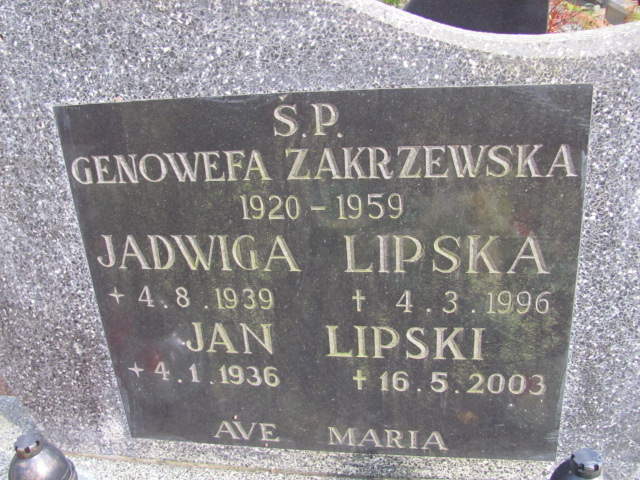 Ś.P.
GENOWEFA ZAKRZEWSKA
1920 - 1959
JADWIGA LIPSKA
+ 4.8.1939 † 4.3.1996
JAN LIPSKI
+ 4.1.1936 † 16.5.2003
AVE MARIA